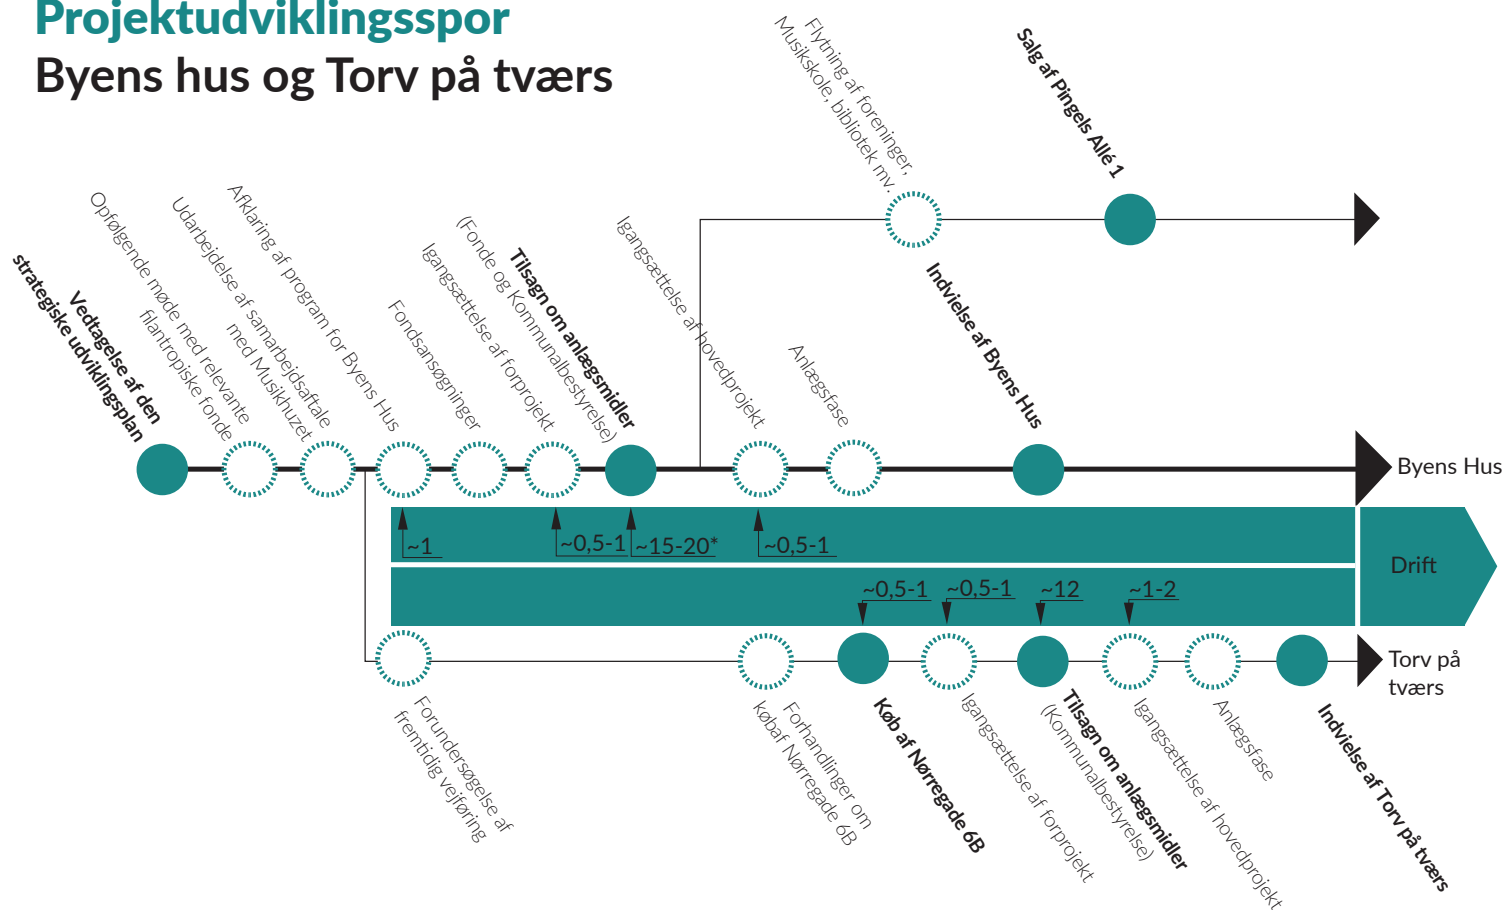 Projektudviklingsspor
Byens hus og Torv på tværs
Flytning af foreninger,
Musikskole, bibliotek mv.
Salg af Pingels Allé 1
Vedtagelse af den
strategiske udviklingsplan
Opfølgende møde med relevante
filantropiske fonde
Udarbejdelse af samarbejdsaftale
med Musikhuzet
Afklaring af program for Byens Hus
Fondsansøgninger
Igangsættelse af forprojekt
Tilsagn om anlægsmidler
(Fonde og Kommunalbestyrelse)
Igangsættelse af hovedprojekt
Anlægsfase
Indvielse af Byens Hus
Byens Hus
~1
~0,5-1
~15-20*
~0,5-1
Drift
~0,5-1
~0,5-1
~12
~1-2
Torv på
tværs
Forundersøgelse af
fremtidig vejføring
Forhandlinger om
købaf Nørregade 6B
Køb af Nørregade 6B
Igangsættelse af forprojekt
Tilsagn om anlægsmidler
(Kommunalbestyrelse)
Igangsættelse af hovedprojekt
Anlægsfase
Indvielse af Torv på tværs